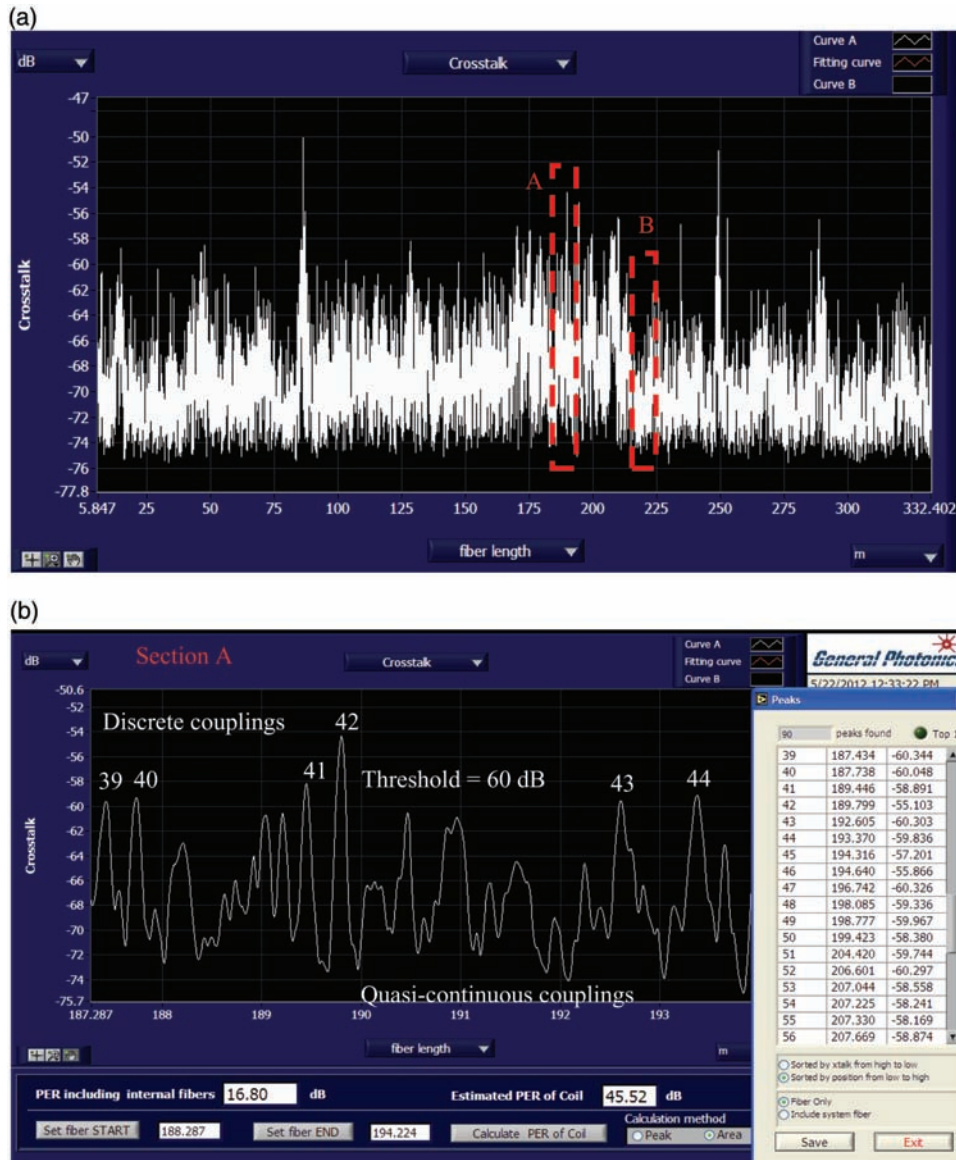 (a)
dB
Crosstalk
Curve A
Fitting curve
Curve B
-47
-50
-52
-54
-56
-58
-60
-62
-64
-66
-68
-70
-72
-74
-76
-77.8
Crosstalk
A
B
5.847 25 50 75 100 125 150 175 200 225 250 275 300 332.402
fiber length
m
(b)
dB
Section A
Crosstalk
Curve A
Fitting curve
Curve B
General Photonic
5/22/2012 12:33:22 PM
-50.6
-52
-54
-56
-58
-60
-62
-64
-66
-68
-70
-72
-74
-75.7
Crosstalk
Discrete couplings
39 40 41 42 43 44
Threshold = 60 dB
Quasi-continuous couplings
187.287 188 189 190 191 192 193
fiber length
m
Peaks
90 peaks found Top 1
39 187.434 -60.344
40 187.738 -60.048
41 189.446 -58.891
42 189.799 -55.103
43 192.605 -60.303
44 193.370 -59.836
45 194.316 -57.201
46 194.640 -55.866
47 196.742 -60.326
48 198.085 -59.336
49 198.777 -59.967
50 199.423 -58.380
51 204.420 -59.744
52 206.601 -60.297
53 207.044 -58.558
54 207.225 -58.241
55 207.330 -58.169
56 207.669 -58.874
Sorted by xtalk from high to low
Sorted by position from low to high
Fiber Only
Include system fiber
Save Exit
PER including internal fibers 16.80 dB Estimated PER of Coil 45.52 dB
Set fiber START 188.287 Set fiber END 194.224 Calculate PER of Coil
Calculation method
Peak Area